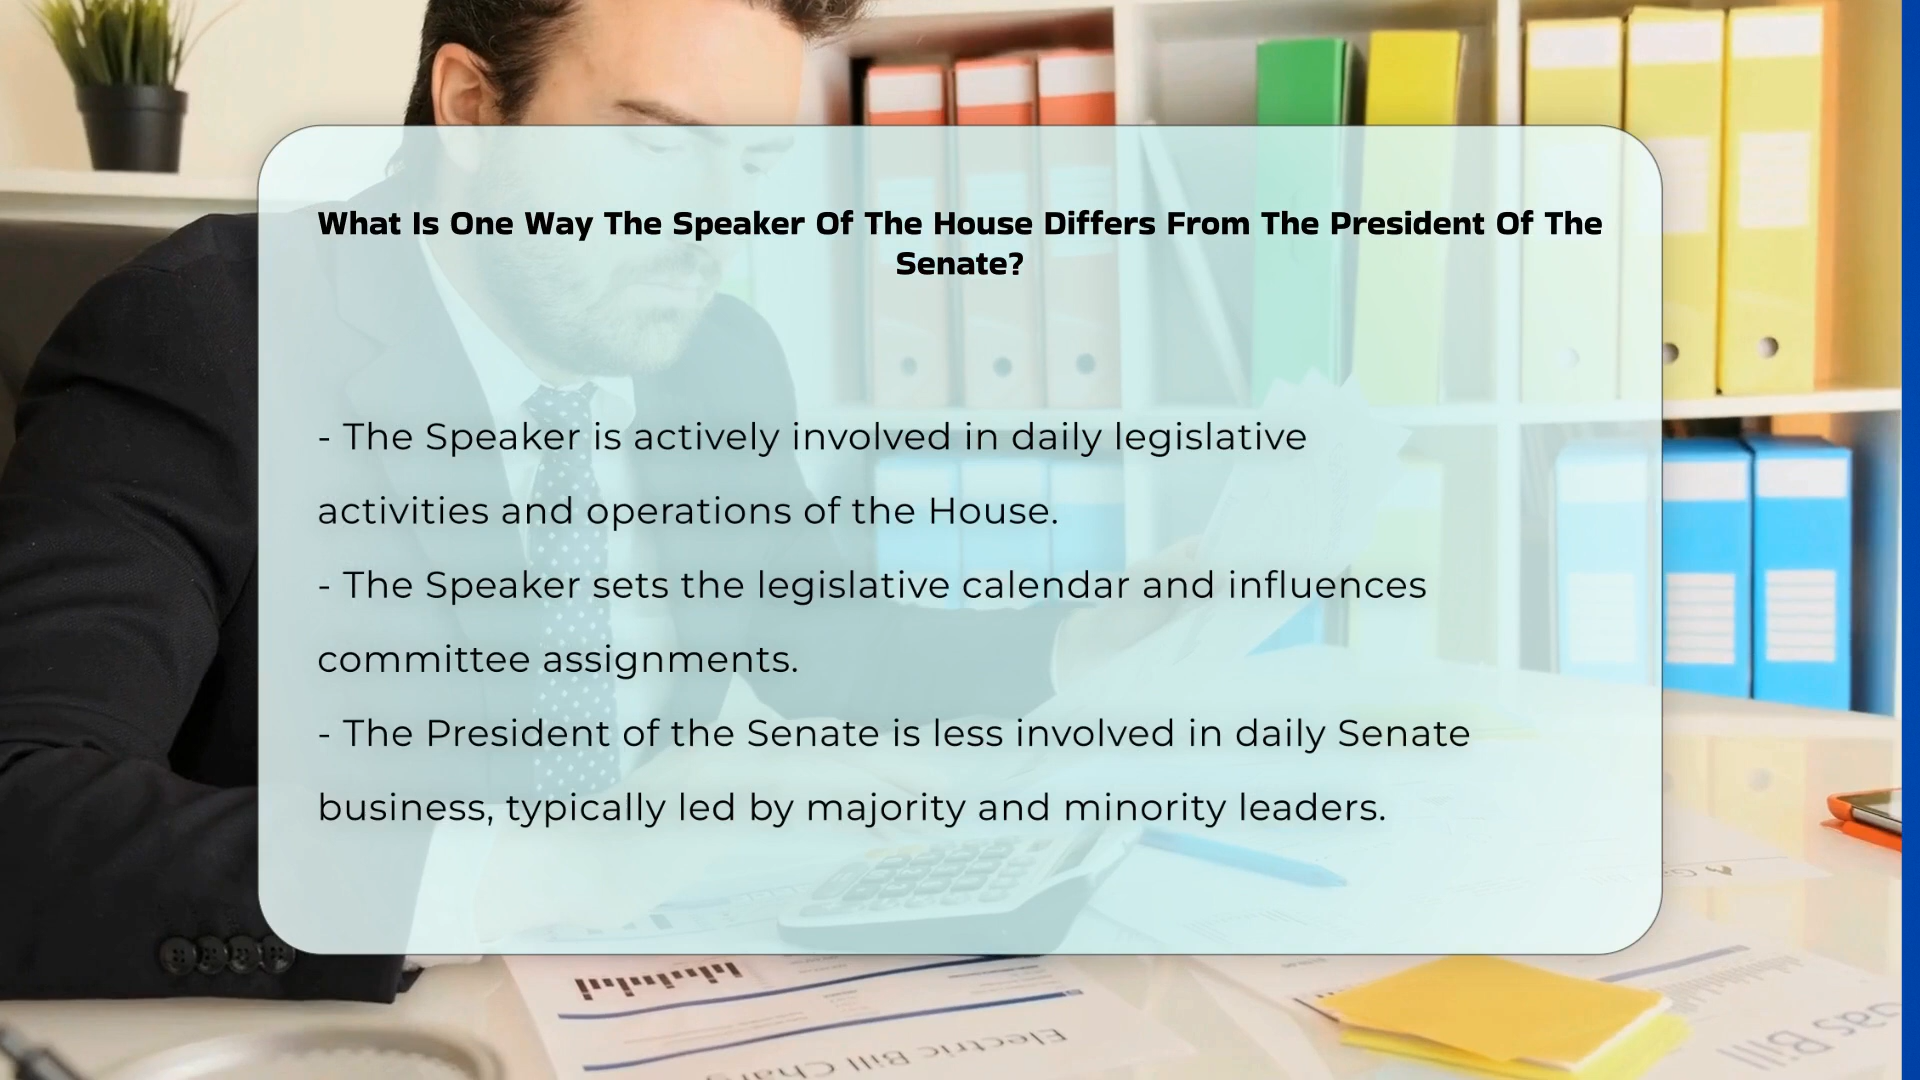 What Is One Way The Speaker Of The House Differs From The President Of The
Senate?
- The Speaker is actively involved in daily legislative
activities and operations of the House.
- The Speaker sets the legislative calendar and influences
committee assignments.
- The President of the Senate is less involved in daily Senate
business, typically led by majority and minority leaders.
Electric Bill
Gas Bill